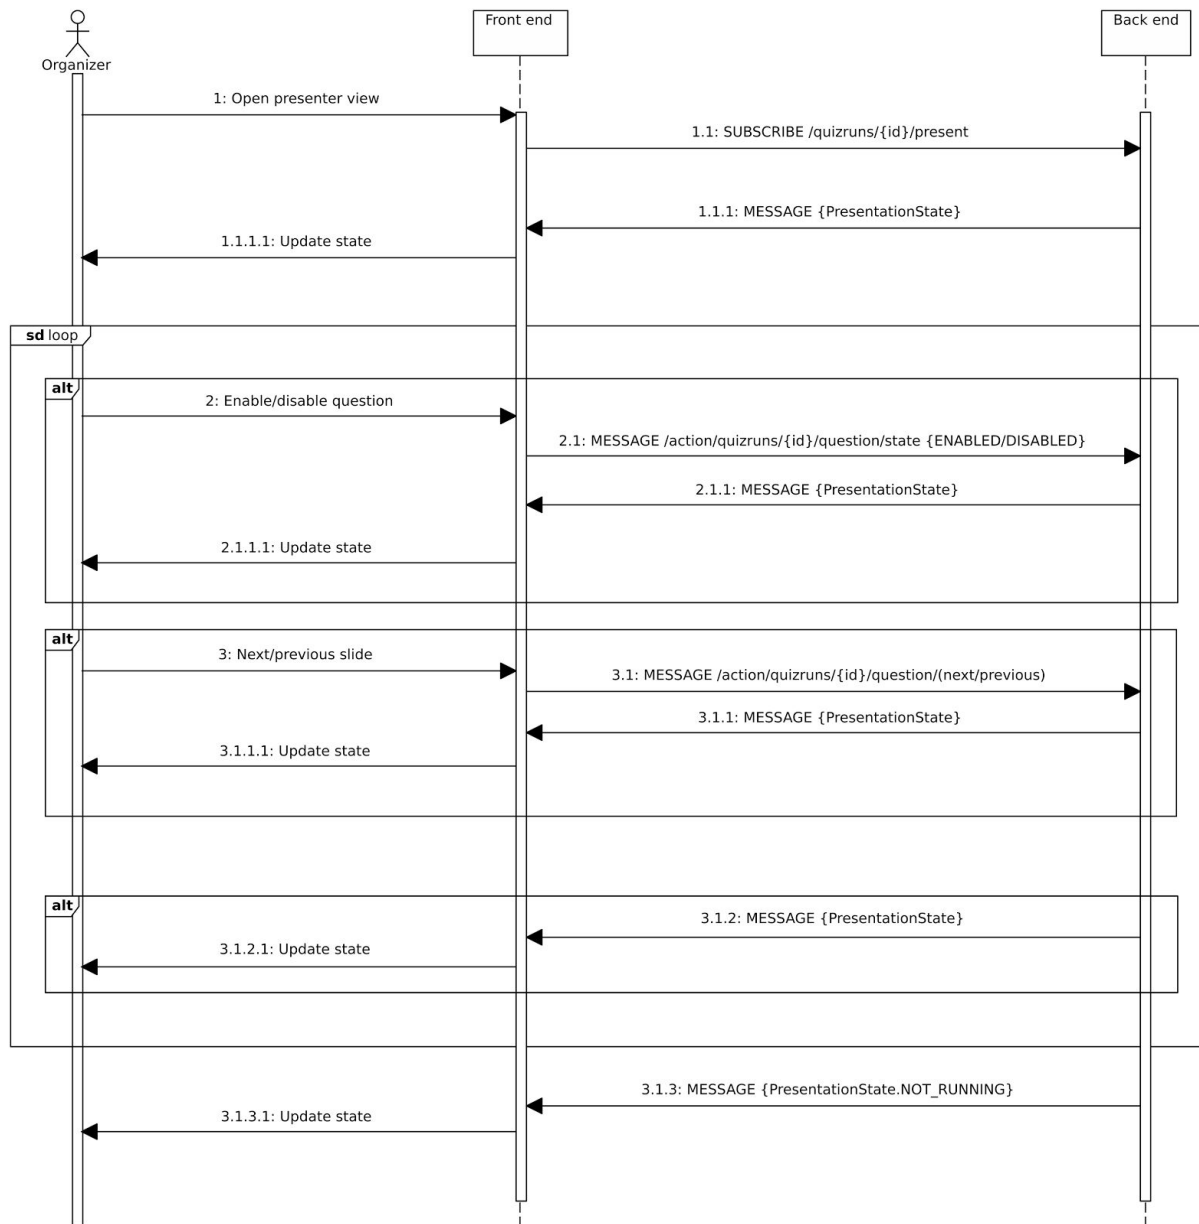 Front end
Back end
Organizer
1: Open presenter view
1.1: SUBSCRIBE /quizruns/{id}/present
1.1.1: MESSAGE {PresentationState}
1.1.1.1: Update state
sd loop
alt
2: Enable/disable question
2.1: MESSAGE /action/quizruns/{id}/question/state {ENABLED/DISABLED}
2.1.1: MESSAGE {PresentationState}
2.1.1.1: Update state
alt
3: Next/previous slide
3.1: MESSAGE /action/quizruns/{id}/question/(next/previous)
3.1.1: MESSAGE {PresentationState}
3.1.1.1: Update state
alt
3.1.2: MESSAGE {PresentationState}
3.1.2.1: Update state
3.1.3: MESSAGE {PresentationState.NOT_RUNNING}
3.1.3.1: Update state